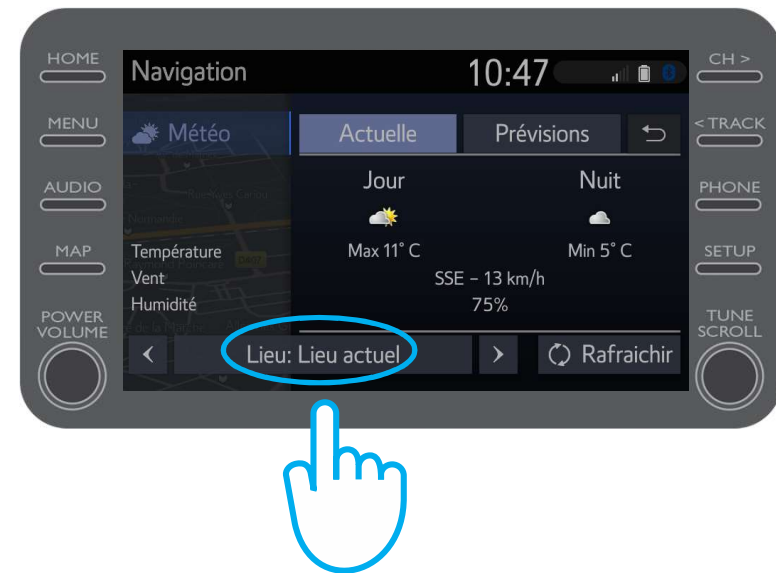 HOME
MENU
AUDIO
MAP
POWER
VOLUME
Navigation 10:47
Météo
Actuelle Prévisions
Jour Nuit
Température Max 11° C Min 5° C
Vent SSE – 13 km/h
Humidité 75%
< Lieu: Lieu actuel > Rafraichir
CH >
< TRACK
PHONE
SETUP
TUNE
SCROLL
D407